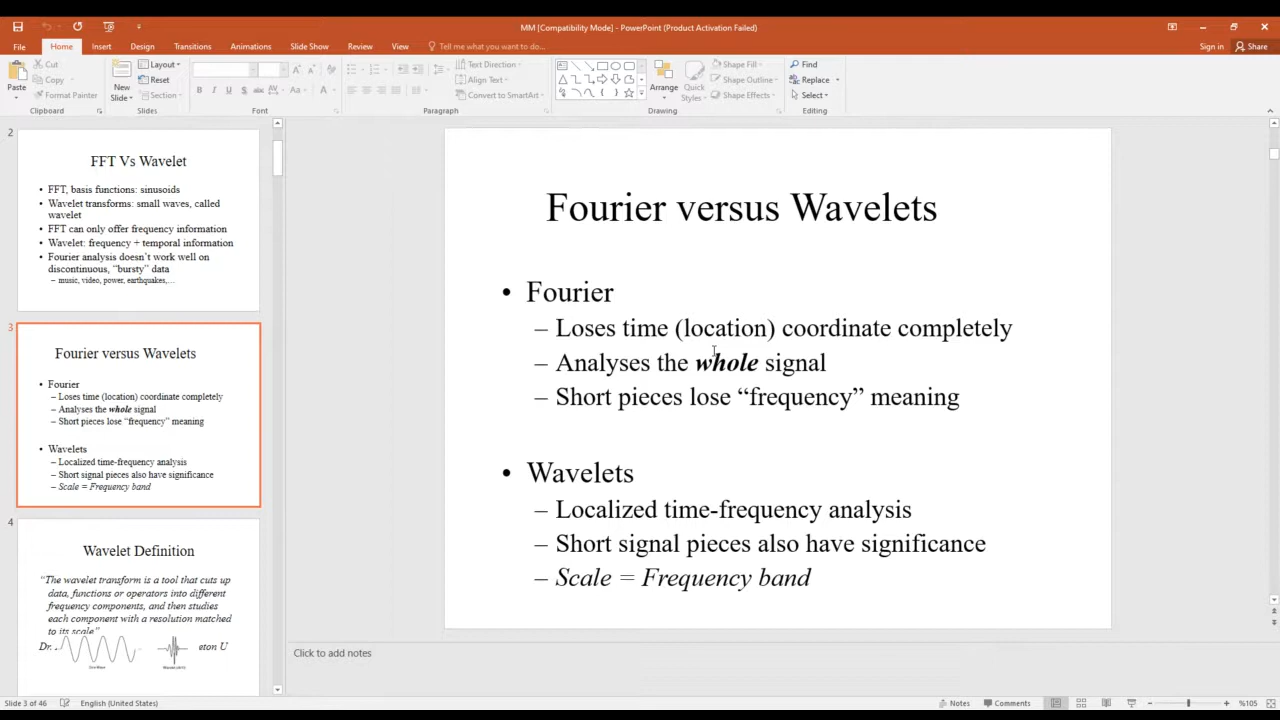 MM [Compatibility Mode] - PowerPoint (Product Activation Failed)
File Home Insert Design Transitions Animations Slide Show Review View Tell me what you want to do... Sign in Share
Paste
Cut
Copy
Format Painter
Clipboard
New
Slide
Layout
Reset
Section
Slides
Font
Text Direction
Align Text
Convert to SmartArt
Paragraph
Arrange
Quick
Styles
Shape Fill
Shape Outline
Shape Effects
Drawing
Find
Replace
Select
Editing
2
FFT Vs Wavelet
• FFT, basis functions: sinusoids
• Wavelet transforms: small waves, called
wavelet
• FFT can only offer frequency information
• Wavelet: frequency + temporal information
• Fourier analysis doesn’t work well on
discontinuous, “bursty” data
– music, video, power, earthquakes,...
3
Fourier versus Wavelets
• Fourier
– Loses time (location) coordinate completely
– Analyses the whole signal
– Short pieces lose “frequency” meaning
• Wavelets
– Localized time-frequency analysis
– Short signal pieces also have significance
– Scale = Frequency band
4
Wavelet Definition
“The wavelet transform is a tool that cuts up
data, functions or operators into different
frequency components, and then studies
each component with a resolution matched
to its scale”
Dr. eton U
Fourier versus Wavelets
• Fourier
– Loses time (location) coordinate completely
– Analyses the whole signal
– Short pieces lose “frequency” meaning
• Wavelets
– Localized time-frequency analysis
– Short signal pieces also have significance
– Scale = Frequency band
Click to add notes
Slide 3 of 46 English (United States) Notes Comments %105